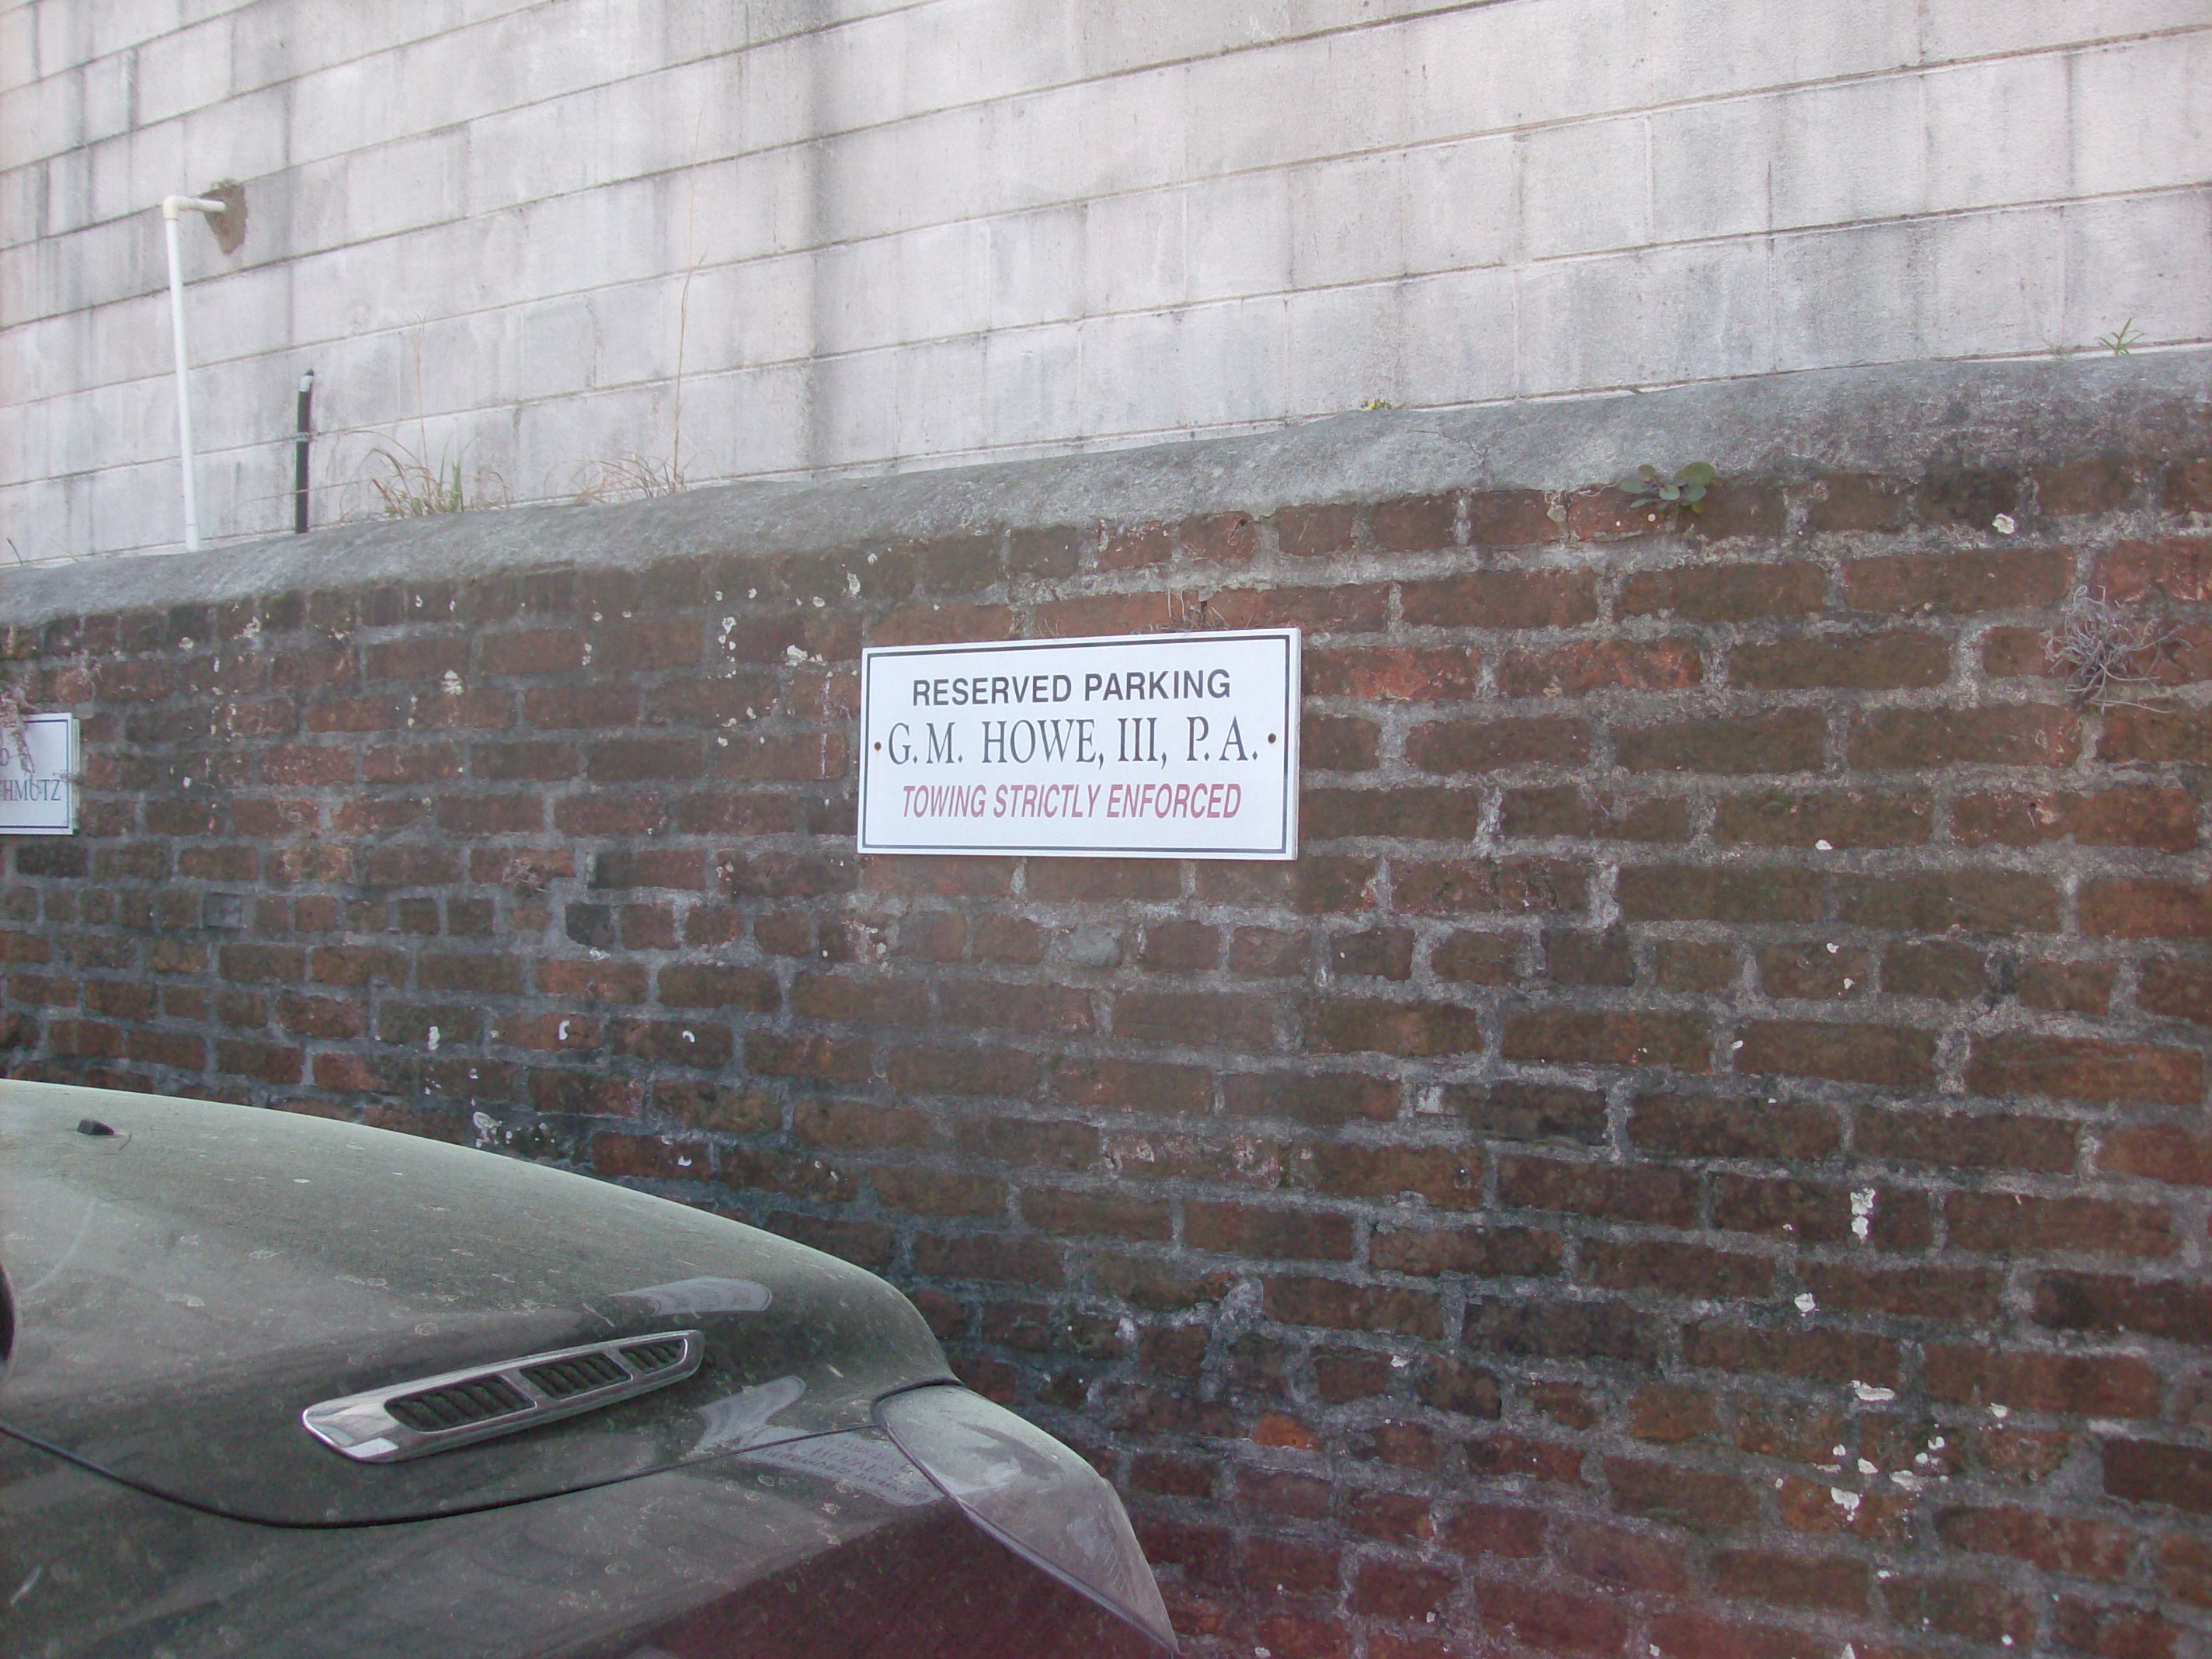 RESERVED PARKING
G. M. HOWE, III, P. A.
TOWING STRICTLY ENFORCED